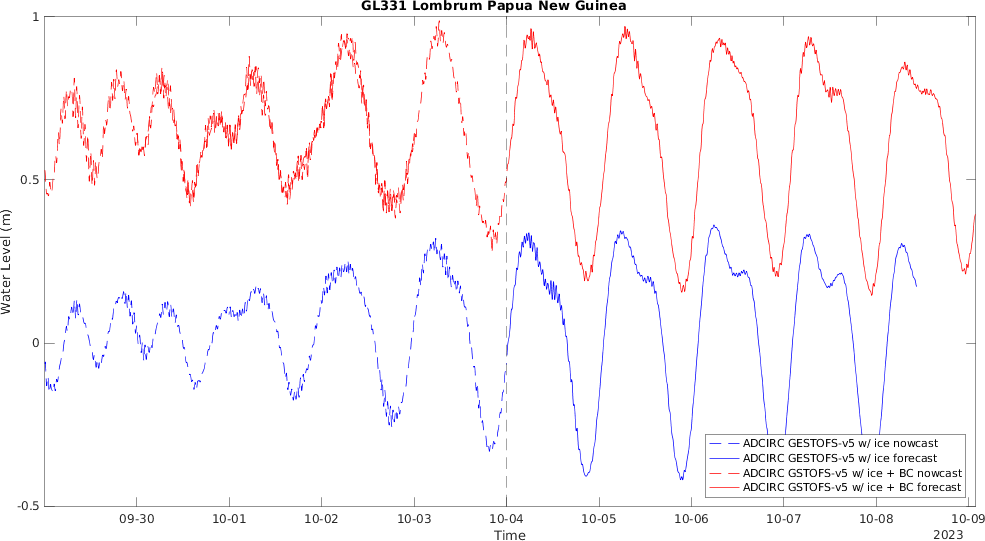 GL331 Lombrum Papua New Guinea
1
0.5
0
-0.5
Water Level (m)
09-30 10-01 10-02 10-03 10-04 10-05 10-06 10-07 10-08 10-09
Time
2023
ADCIRC GESTOFS-v5 w/ ice nowcast
ADCIRC GESTOFS-v5 w/ ice forecast
ADCIRC GSTOFS-v5 w/ ice + BC nowcast
ADCIRC GSTOFS-v5 w/ ice + BC forecast